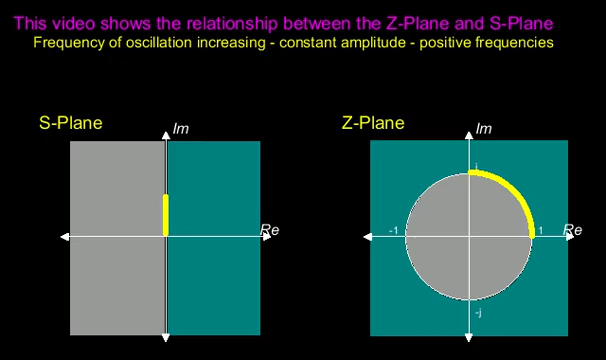 This video shows the relationship between the Z-Plane and S-Plane
Frequency of oscillation increasing - constant amplitude - positive frequencies
S-Plane
Im
Re
Z-Plane
Im
j
-1
1
Re
-j